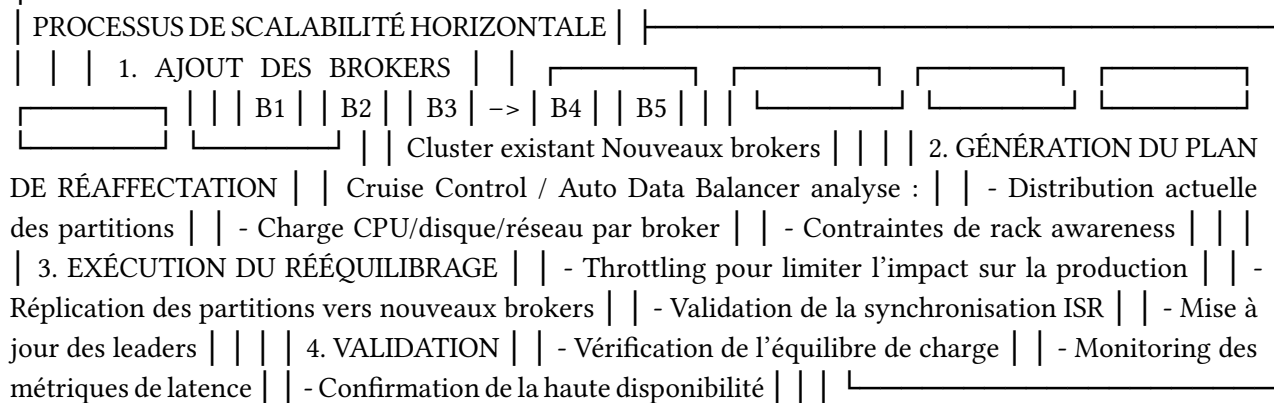 │ PROCESSUS DE SCALABILITÉ HORIZONTALE │ ├──────────────────────────────
│ │ │ 1. AJOUT DES BROKERS │ │ ┌──────┐ ┌──────┐ ┌──────┐ ┌──────┐
┌──────┐ │ │ │ B1 │ │ B2 │ │ B3 │ –> │ B4 │ │ B5 │ │ │ └──────┘ └──────┘ └──────┘
└──────┘ └──────┘ │ │ Cluster existant Nouveaux brokers │ │ │ │ 2. GÉNÉRATION DU PLAN
DE RÉAFFECTATION │ │ Cruise Control / Auto Data Balancer analyse : │ │ - Distribution actuelle
des partitions │ │ - Charge CPU/disque/réseau par broker │ │ - Contraintes de rack awareness │ │ │
│ 3. EXÉCUTION DU RÉÉQUILIBRAGE │ │ - Throttling pour limiter l’impact sur la production │ │ -
Réplication des partitions vers nouveaux brokers │ │ - Validation de la synchronisation ISR │ │ - Mise à
jour des leaders │ │ │ │ 4. VALIDATION │ │ - Vérification de l’équilibre de charge │ │ - Monitoring des
métriques de latence │ │ - Confirmation de la haute disponibilité │ │ │ └──────────────────────